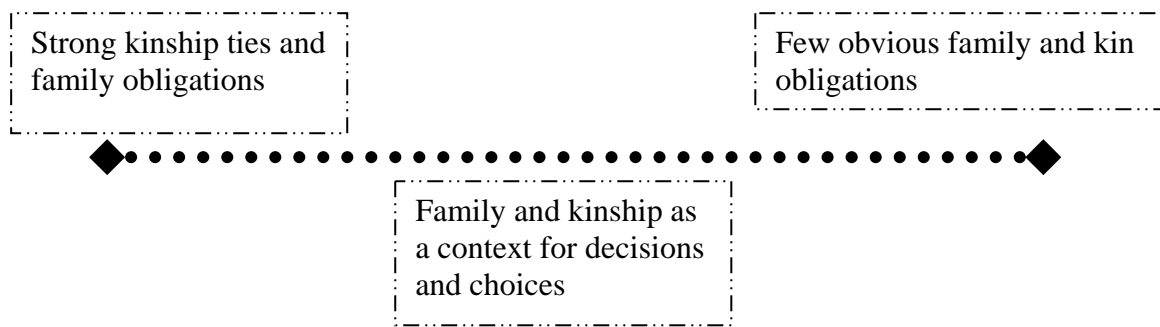 Strong kinship ties and
family obligations
Few obvious family and kin
obligations
Family and kinship as
a context for decisions
and choices